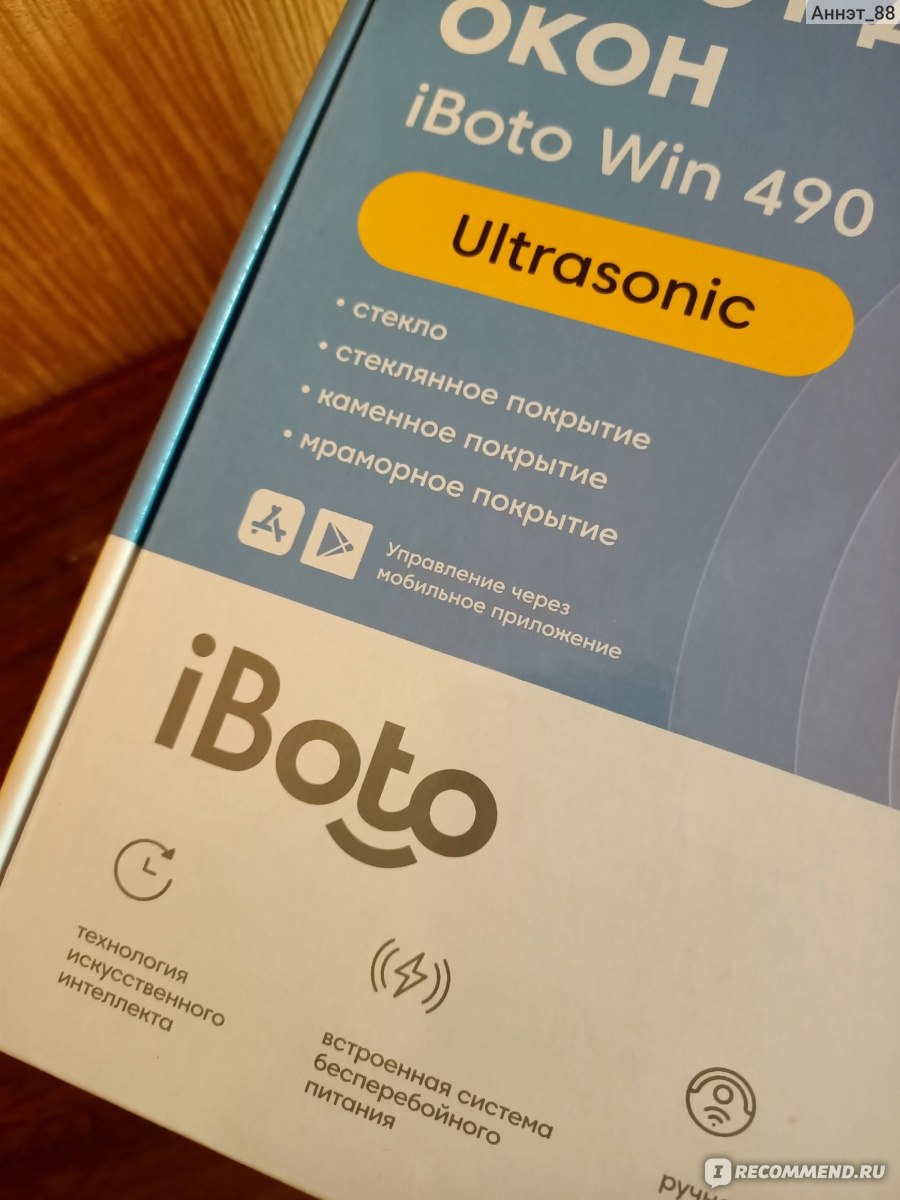 Аннэт_88
ОКОН
iBoto Win 490
Ultrasonic
• стекло
• стеклянное покрытие
• каменное покрытие
• мраморное покрытие
Управление через
мобильное приложение
iBoto
технология
искусственного
интеллекта
встроенная система
бесперебойного
питания
IRECOMMEND.RU